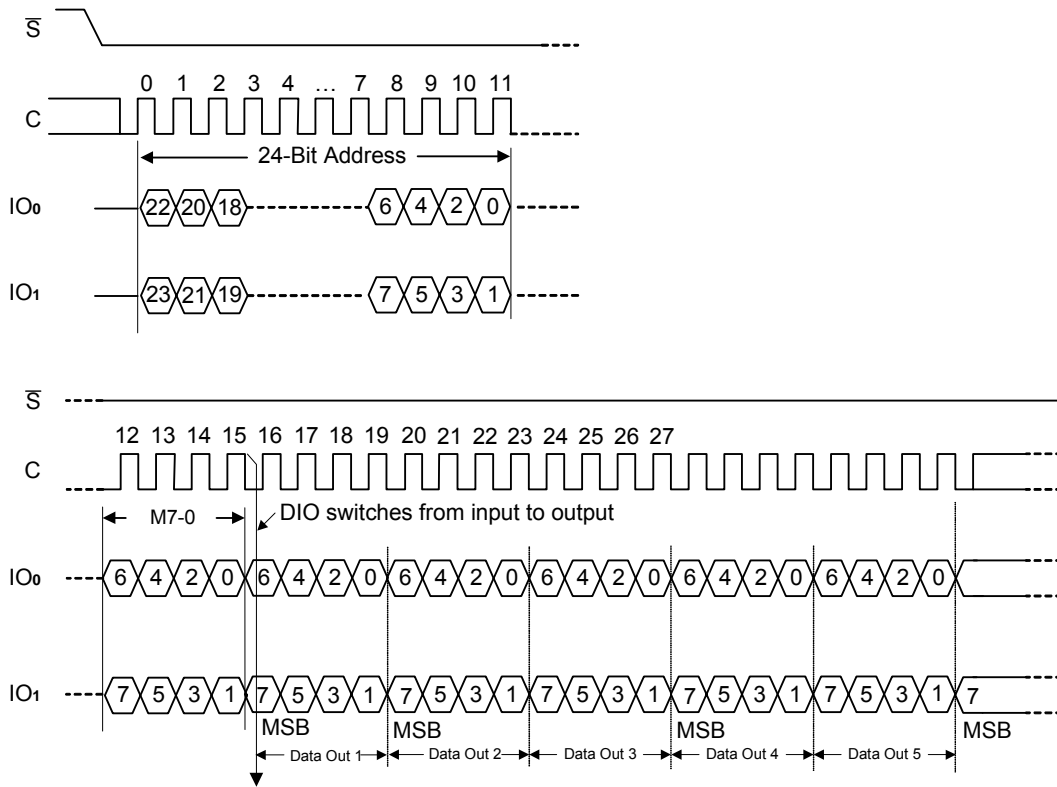 S̅
0 1 2 3 4 ... 7 8 9 10 11
C
24-Bit Address
IO0 22 20 18 6 4 2 0
IO1 23 21 19 7 5 3 1
S̅
12 13 14 15 16 17 18 19 20 21 22 23 24 25 26 27
C
M7-0 DIO switches from input to output
IO0 6 4 2 0 6 4 2 0 6 4 2 0 6 4 2 0 6 4 2 0 6 4 2 0
IO1 7 5 3 1 7 5 3 1 7 5 3 1 7 5 3 1 7 5 3 1 7 5 3 1 7
MSB MSB MSB MSB
Data Out 1 Data Out 2 Data Out 3 Data Out 4 Data Out 5